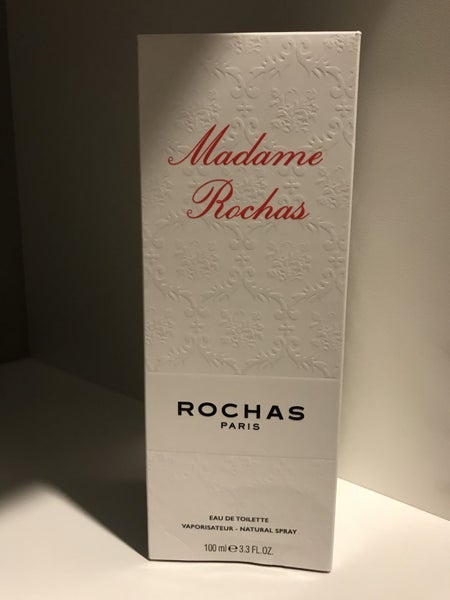 Madame
Rochas
ROCHAS
PARIS
EAU DE TOILETTE
VAPORISATEUR - NATURAL SPRAY
100 ml ℮ 3.3 FL.OZ.